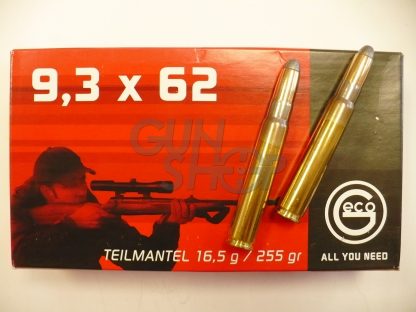 9,3 x 62
GUN
SHOP
geco
TEILMANTEL 16,5 g / 255 gr
ALL YOU NEED